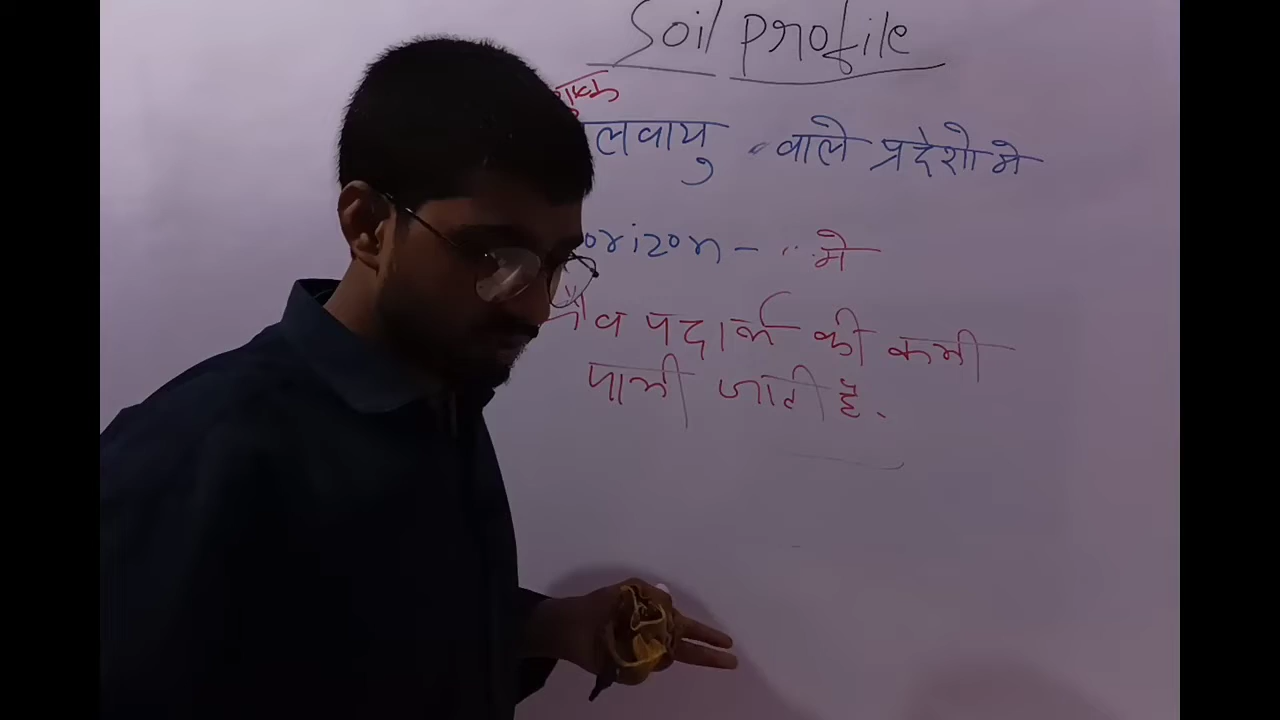 Soil profile
शुष्क
लवायु वाले प्रदेशो मे
orizon - " मे
जैव पदार्थ की कमी
पायी जाती है.